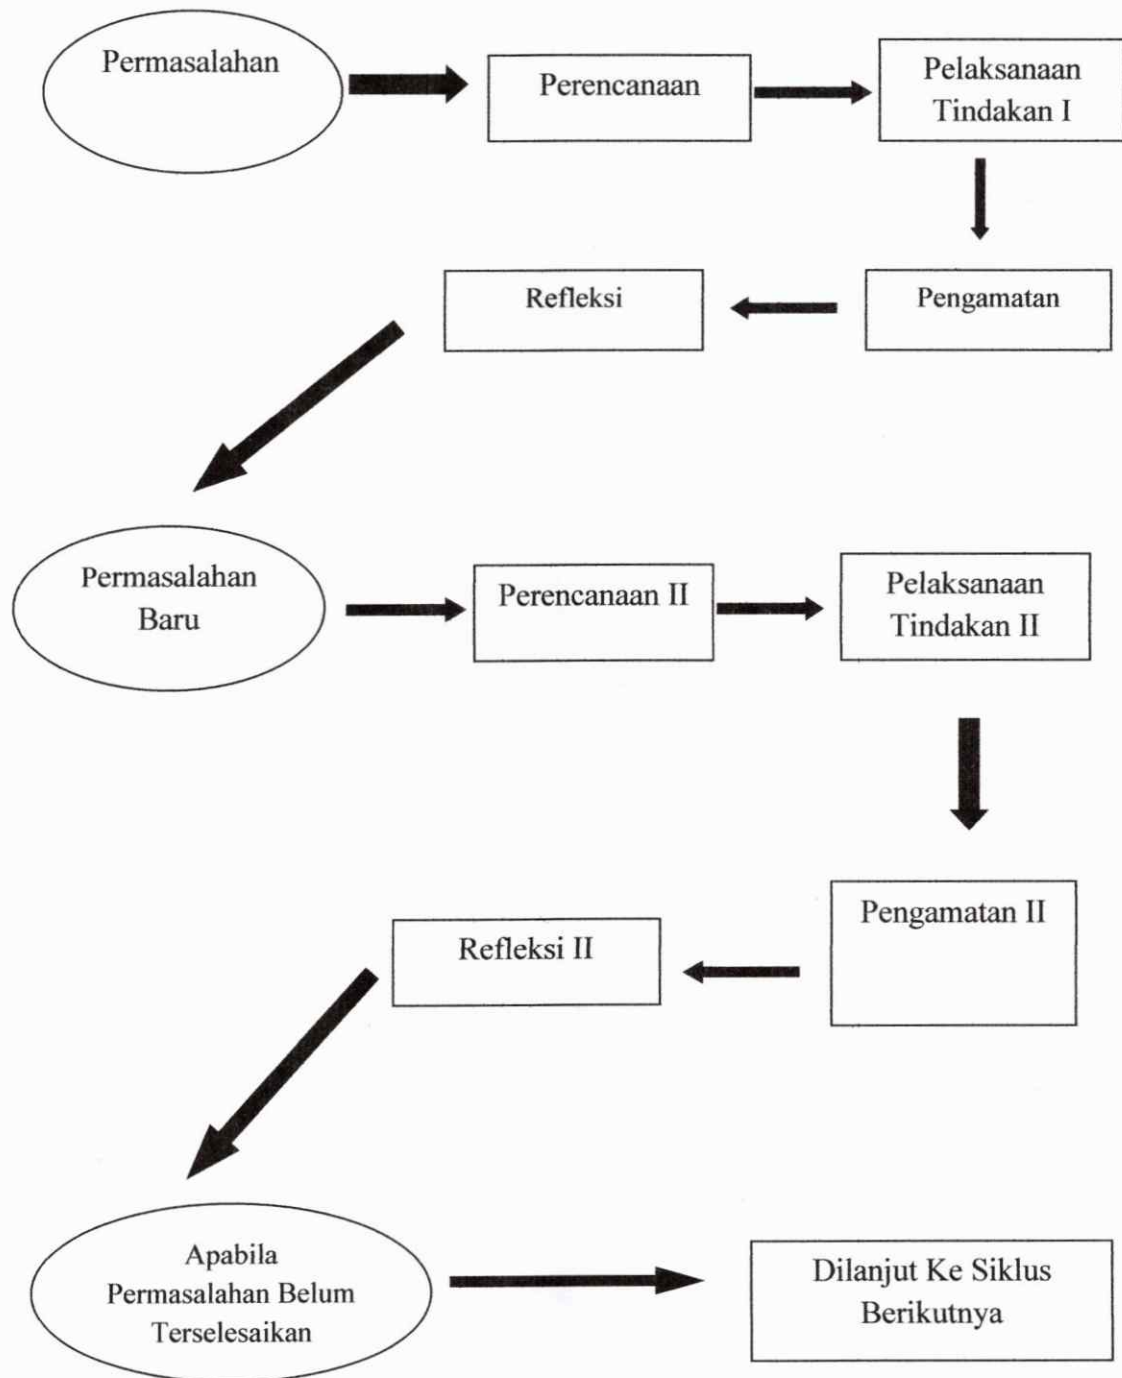 Permasalahan
Perencanaan
Pelaksanaan
Tindakan I
Pengamatan
Refleksi
Permasalahan
Baru
Perencanaan II
Pelaksanaan
Tindakan II
Pengamatan II
Refleksi II
Apabila
Permasalahan Belum
Terselesaikan
Dilanjut Ke Siklus
Berikutnya